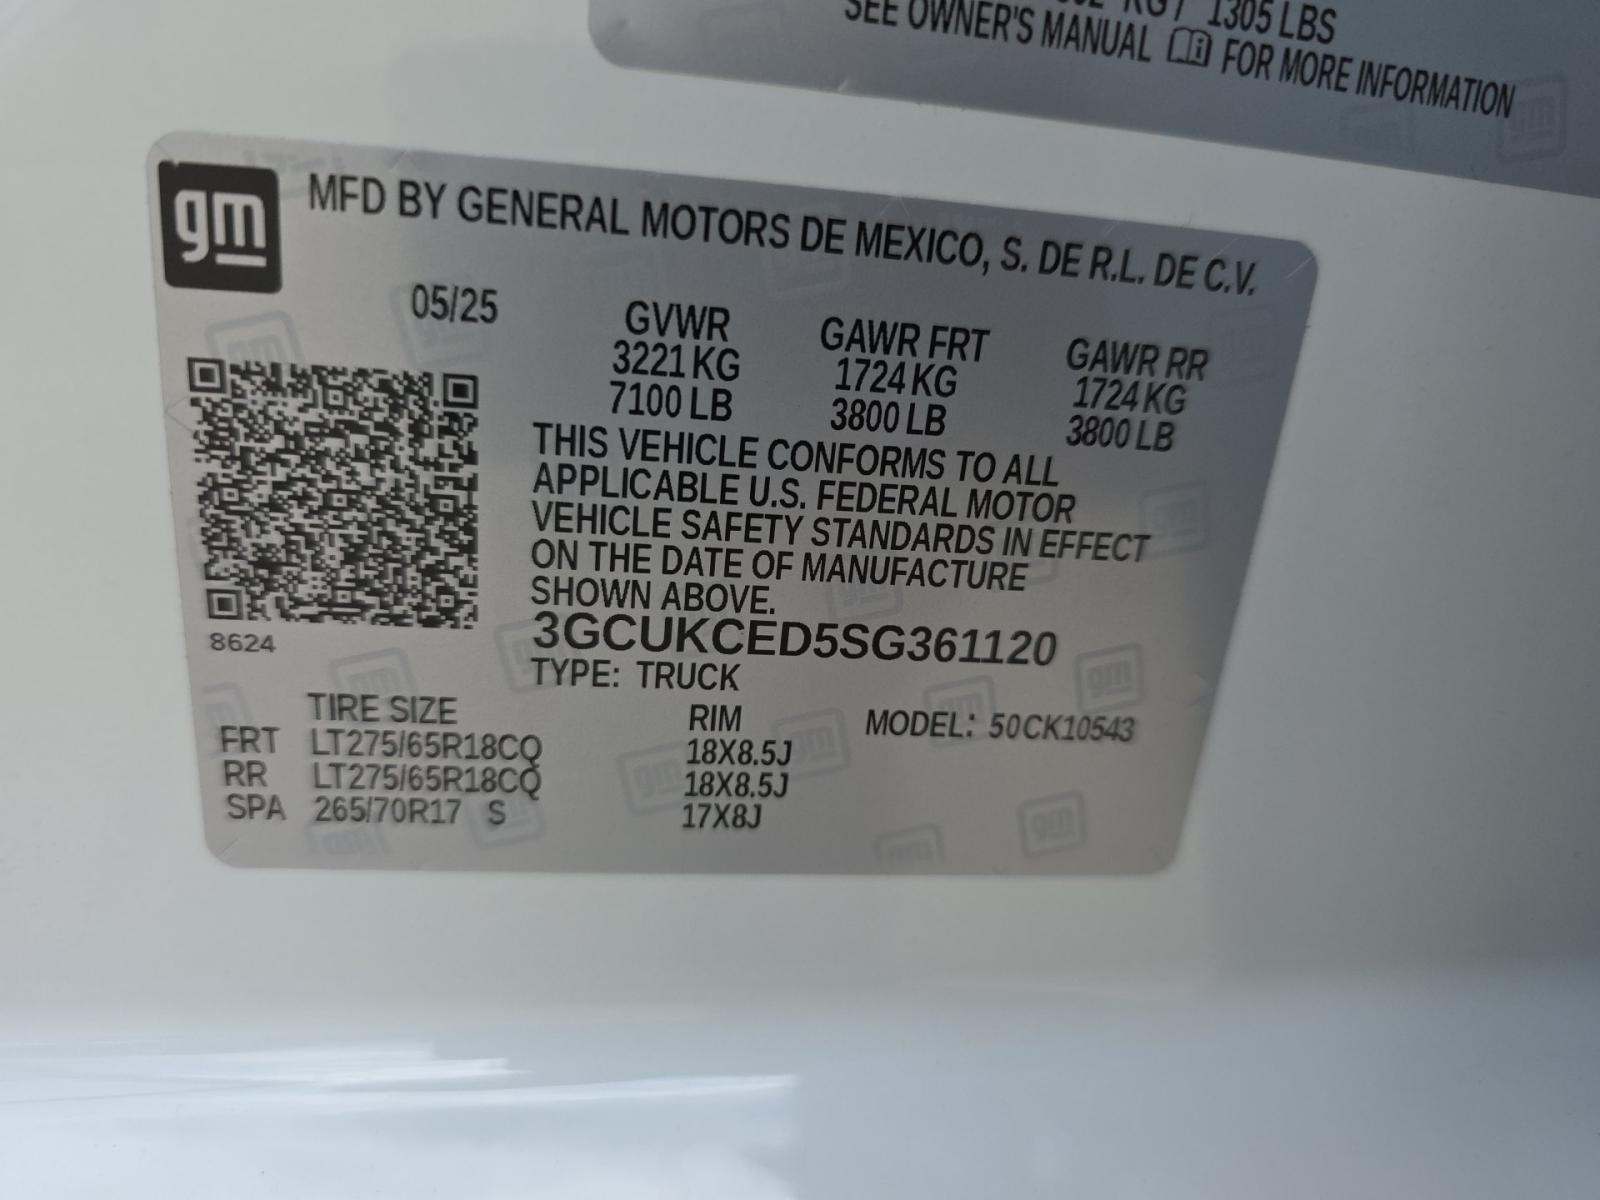 KG / 1305 LBS
SEE OWNER'S MANUAL FOR MORE INFORMATION
gm
MFD BY GENERAL MOTORS DE MEXICO, S. DE R.L. DE C.V.
05/25
GVWR GAWR FRT GAWR RR
3221 KG 1724 KG 1724 KG
7100 LB 3800 LB 3800 LB
THIS VEHICLE CONFORMS TO ALL
APPLICABLE U.S. FEDERAL MOTOR
VEHICLE SAFETY STANDARDS IN EFFECT
ON THE DATE OF MANUFACTURE
SHOWN ABOVE.
8624
3GCUKCED5SG361120
TYPE: TRUCK
TIRE SIZE RIM MODEL: 50CK10543
FRT LT275/65R18CQ 18X8.5J
RR LT275/65R18CQ 18X8.5J
SPA 265/70R17 S 17X8J